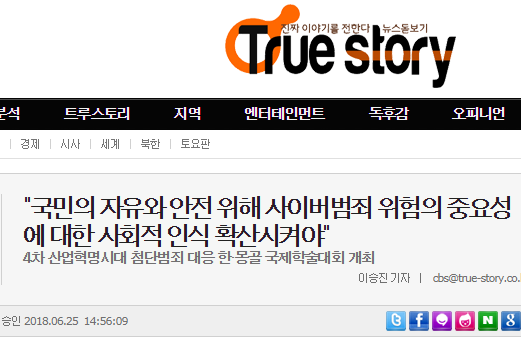 진짜 이야기를 전한다 뉴스돋보기
True story
분석 트루스토리 지역 엔터테인먼트 독후감 오피니언
경제 시사 세계 북한 토요판
"국민의 자유와 안전 위해 사이버범죄 위험의 중요성
에 대한 사회적 인식 확산시켜야"
4차 산업혁명시대 첨단범죄 대응 한·몽골 국제학술대회 개최
이승진 기자 | cbs@true-story.co.
승인 2018.06.25 14:56:09